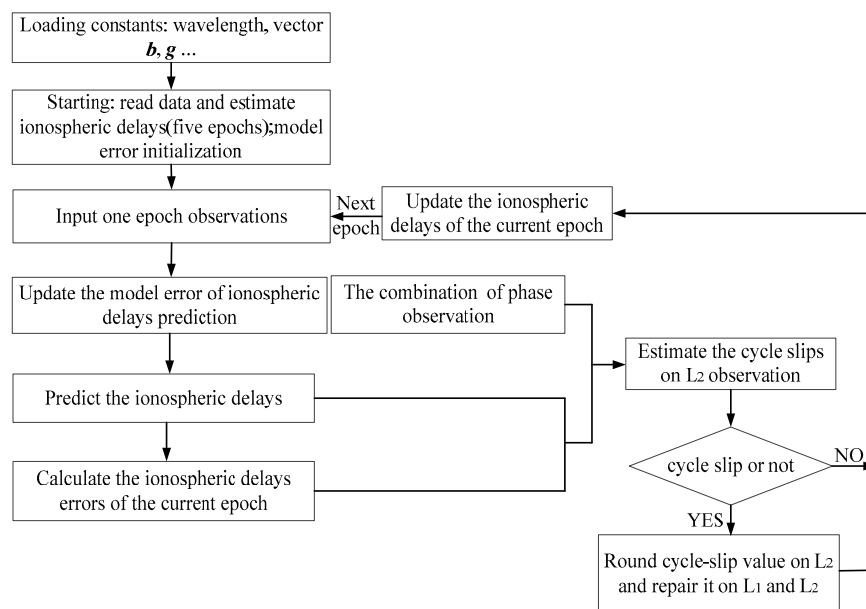 Loading constants: wavelength, vector
b, g ...
Starting: read data and estimate
ionospheric delays(five epochs);model
error initialization
Input one epoch observations
Next
epoch
Update the ionospheric
delays of the current epoch
Update the model error of ionospheric
delays prediction
The combination of phase
observation
Estimate the cycle slips
on L2 observation
Predict the ionospheric delays
cycle slip or not
NO
Calculate the ionospheric delays
errors of the current epoch
YES
Round cycle-slip value on L2
and repair it on L1 and L2